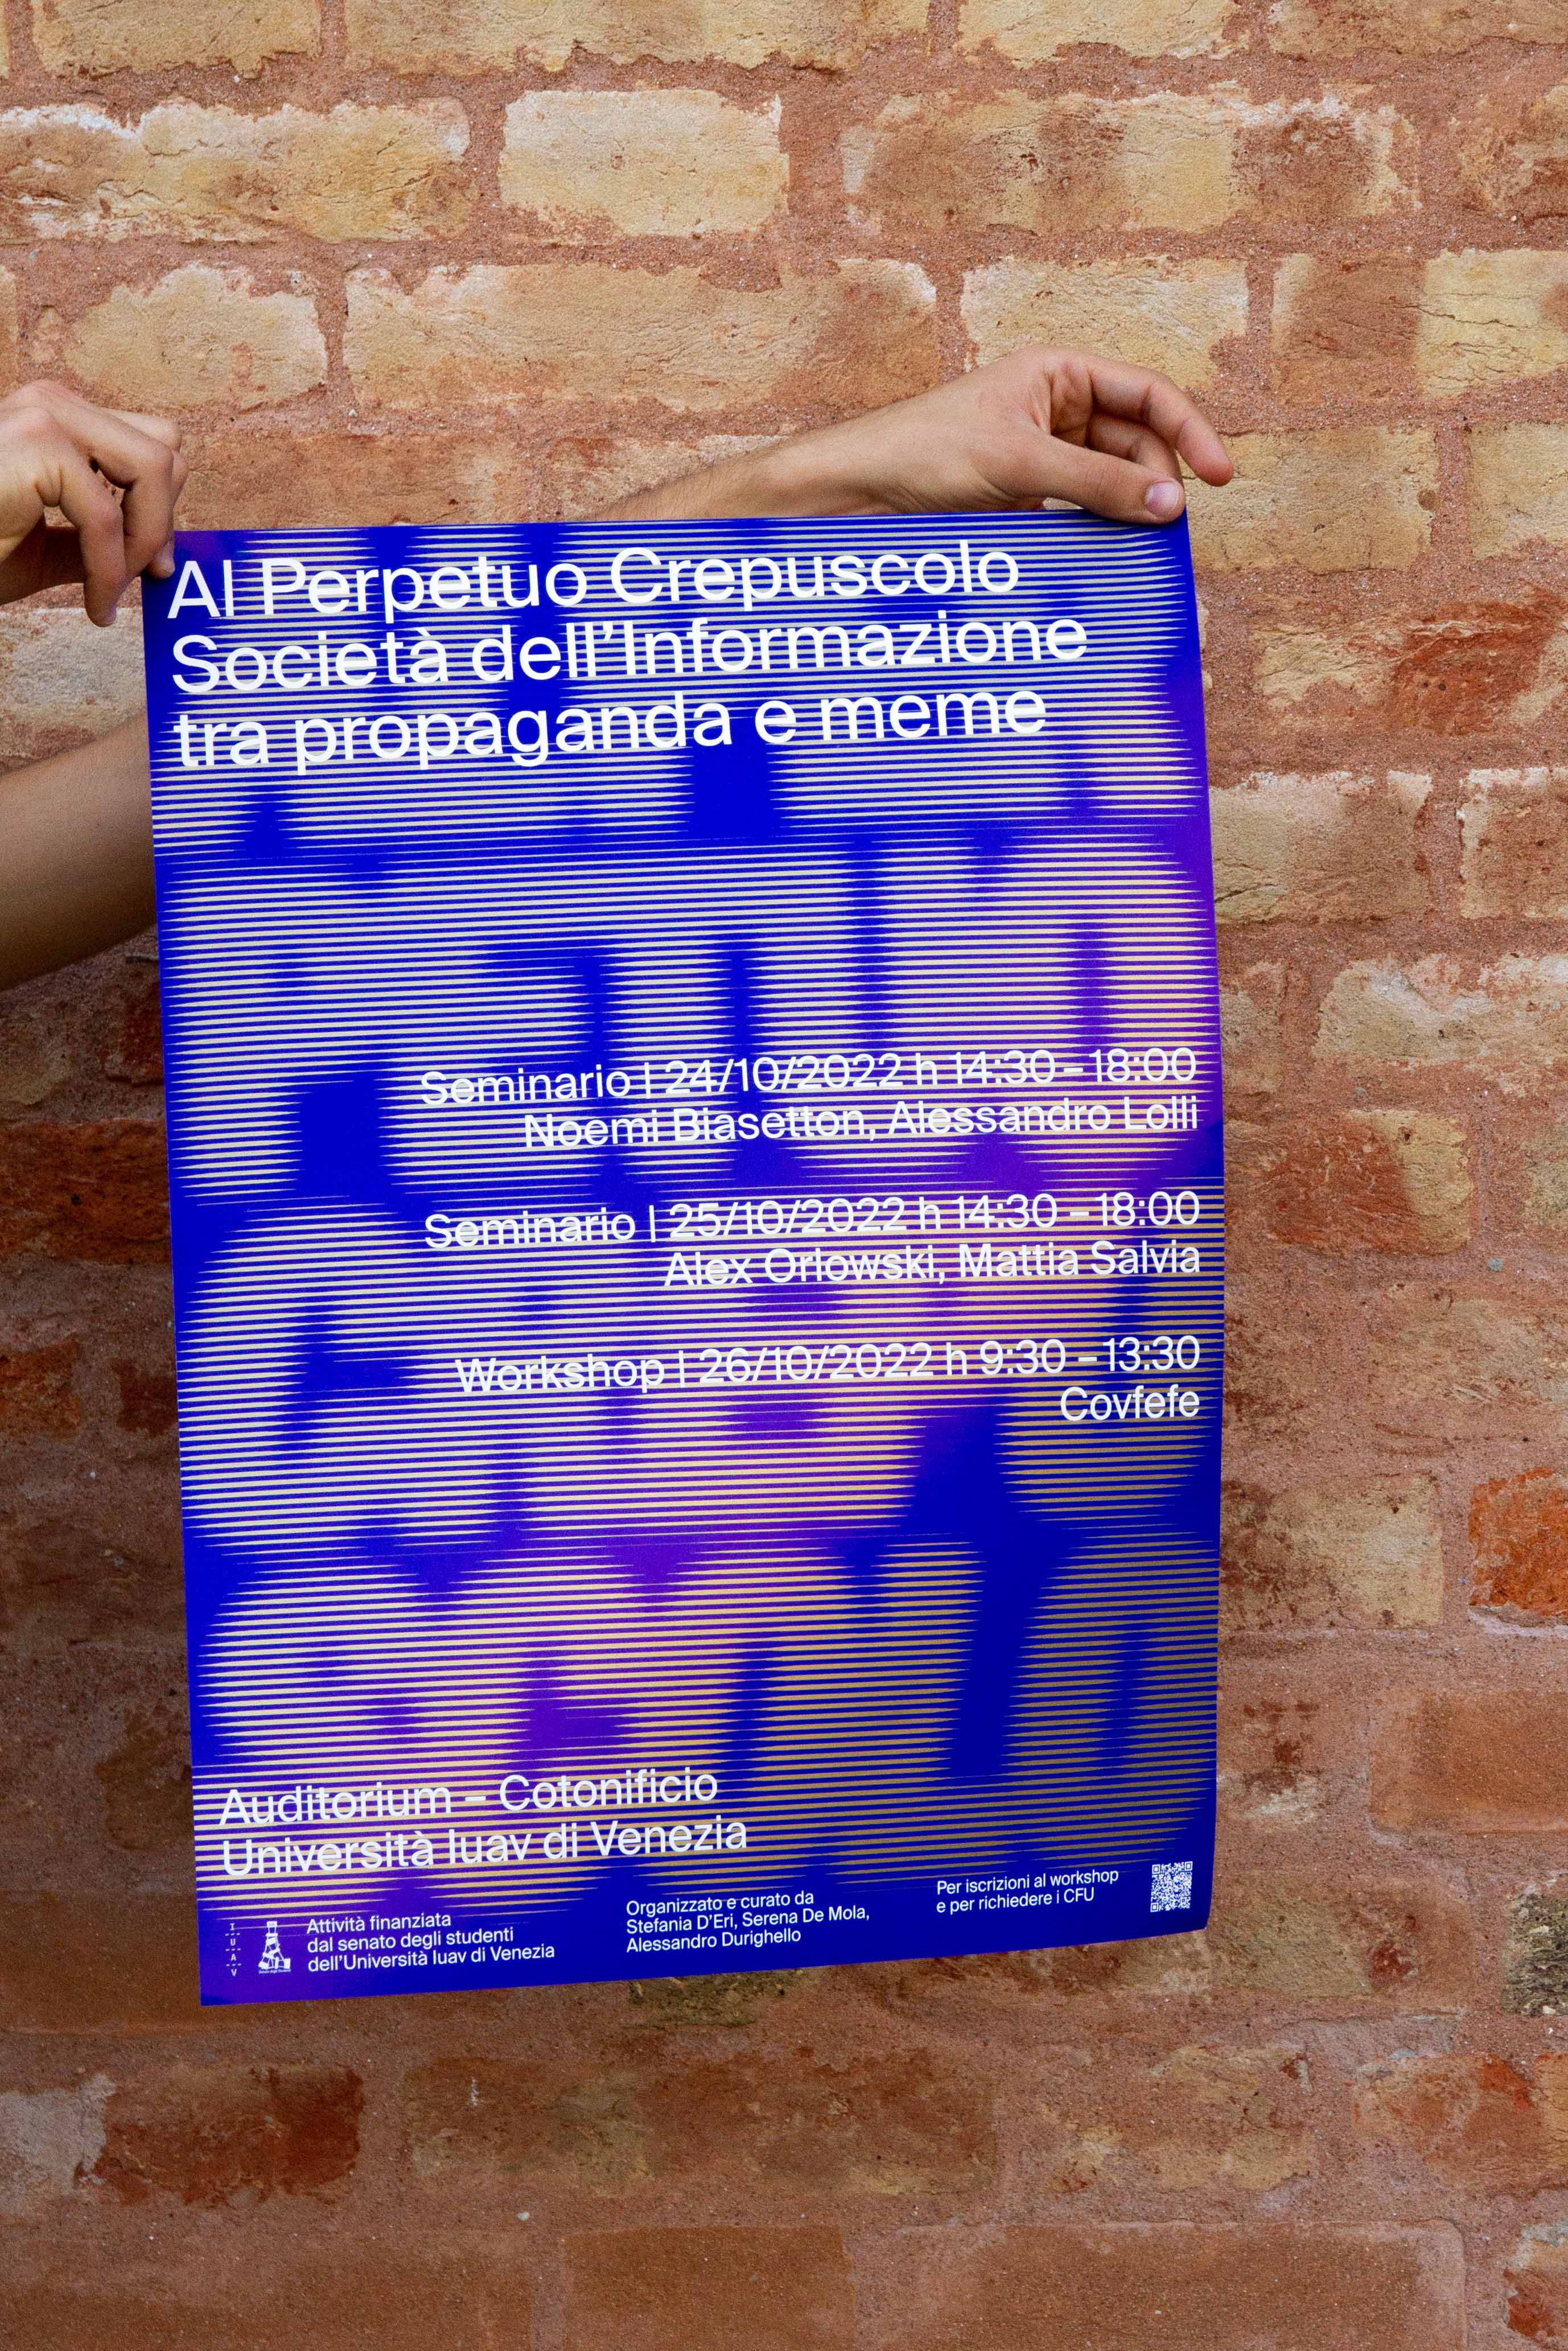 Al Perpetuo Crepuscolo
Società dell'Informazione
tra propaganda e meme
Seminario | 24/10/2022 h 14:30 – 18:00
Noemi Biasetton, Alessandro Lolli
Seminario | 25/10/2022 h 14:30 – 18:00
Alex Orlowski, Mattia Salvia
Workshop | 26/10/2022 h 9:30 – 13:30
Covfefe
Auditorium – Cotonificio
Università Iuav di Venezia
I
U
A
V
Attività finanziata
dal senato degli studenti
dell'Università Iuav di Venezia
Organizzato e curato da
Stefania D'Eri, Serena De Mola,
Alessandro Durighello
Per iscrizioni al workshop
e per richiedere i CFU